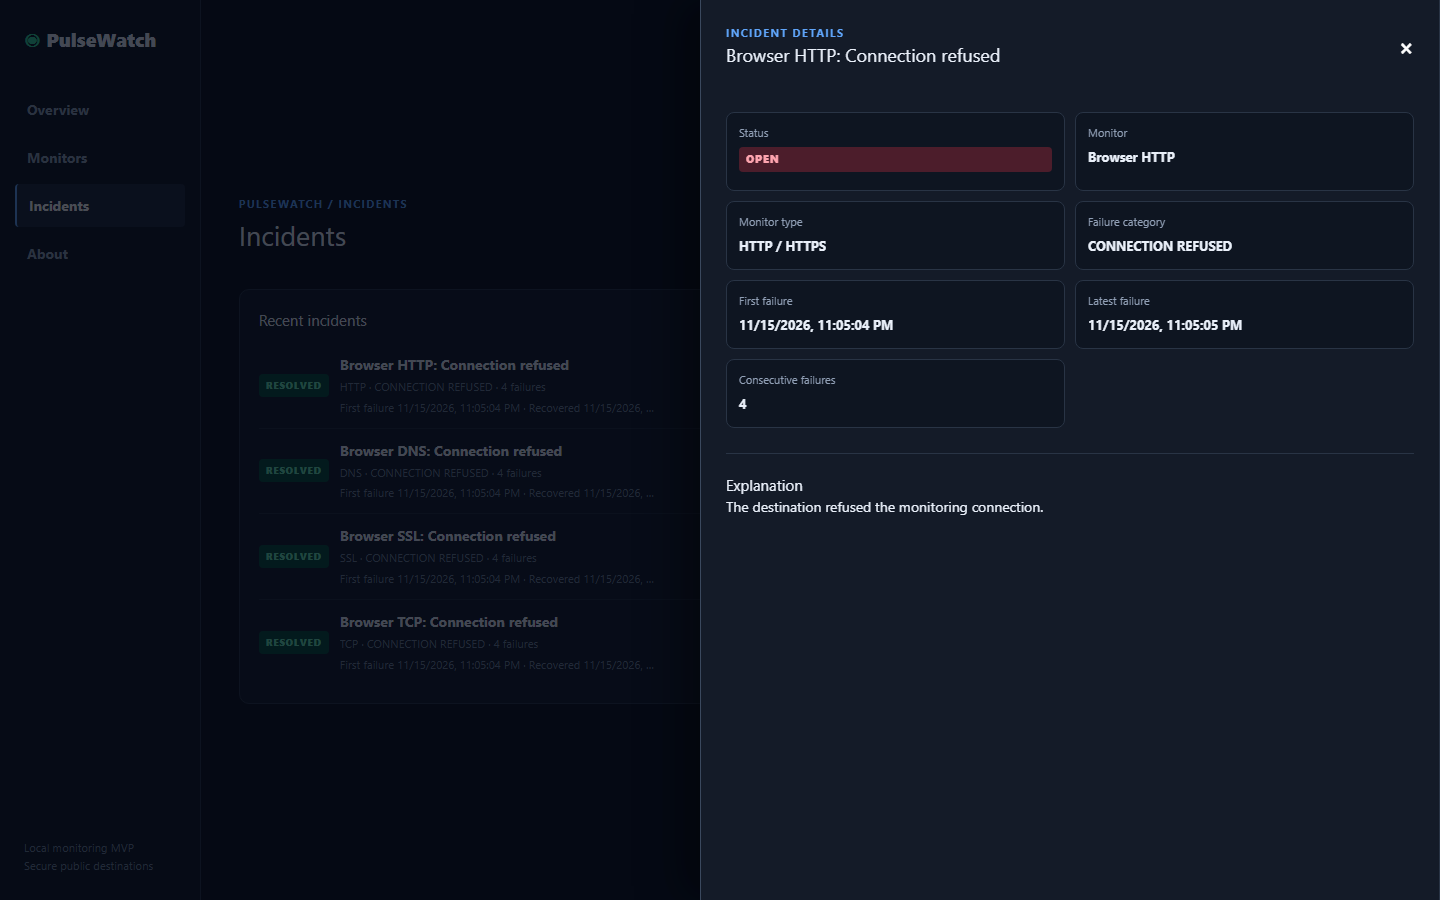 PulseWatch
Overview
Monitors
Incidents
About
Local monitoring MVP
Secure public destinations
PULSEWATCH / INCIDENTS
Incidents
Recent incidents
RESOLVED
Browser HTTP: Connection refused
HTTP · CONNECTION REFUSED · 4 failures
First failure 11/15/2026, 11:05:04 PM · Recovered 11/15/2026, ...
RESOLVED
Browser DNS: Connection refused
DNS · CONNECTION REFUSED · 4 failures
First failure 11/15/2026, 11:05:04 PM · Recovered 11/15/2026, ...
RESOLVED
Browser SSL: Connection refused
SSL · CONNECTION REFUSED · 4 failures
First failure 11/15/2026, 11:05:04 PM · Recovered 11/15/2026, ...
RESOLVED
Browser TCP: Connection refused
TCP · CONNECTION REFUSED · 4 failures
First failure 11/15/2026, 11:05:04 PM · Recovered 11/15/2026, ...
INCIDENT DETAILS
Browser HTTP: Connection refused
×
Status
OPEN
Monitor
Browser HTTP
Monitor type
HTTP / HTTPS
Failure category
CONNECTION REFUSED
First failure
11/15/2026, 11:05:04 PM
Latest failure
11/15/2026, 11:05:05 PM
Consecutive failures
4
Explanation
The destination refused the monitoring connection.